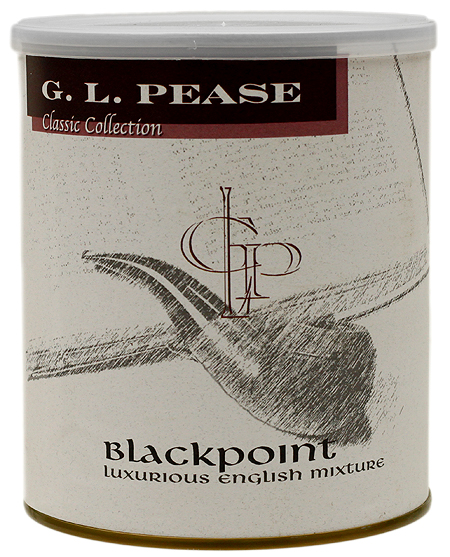 G. L. PEASE
Classic Collection
GLP
Blackpoint
Luxurious English Mixture